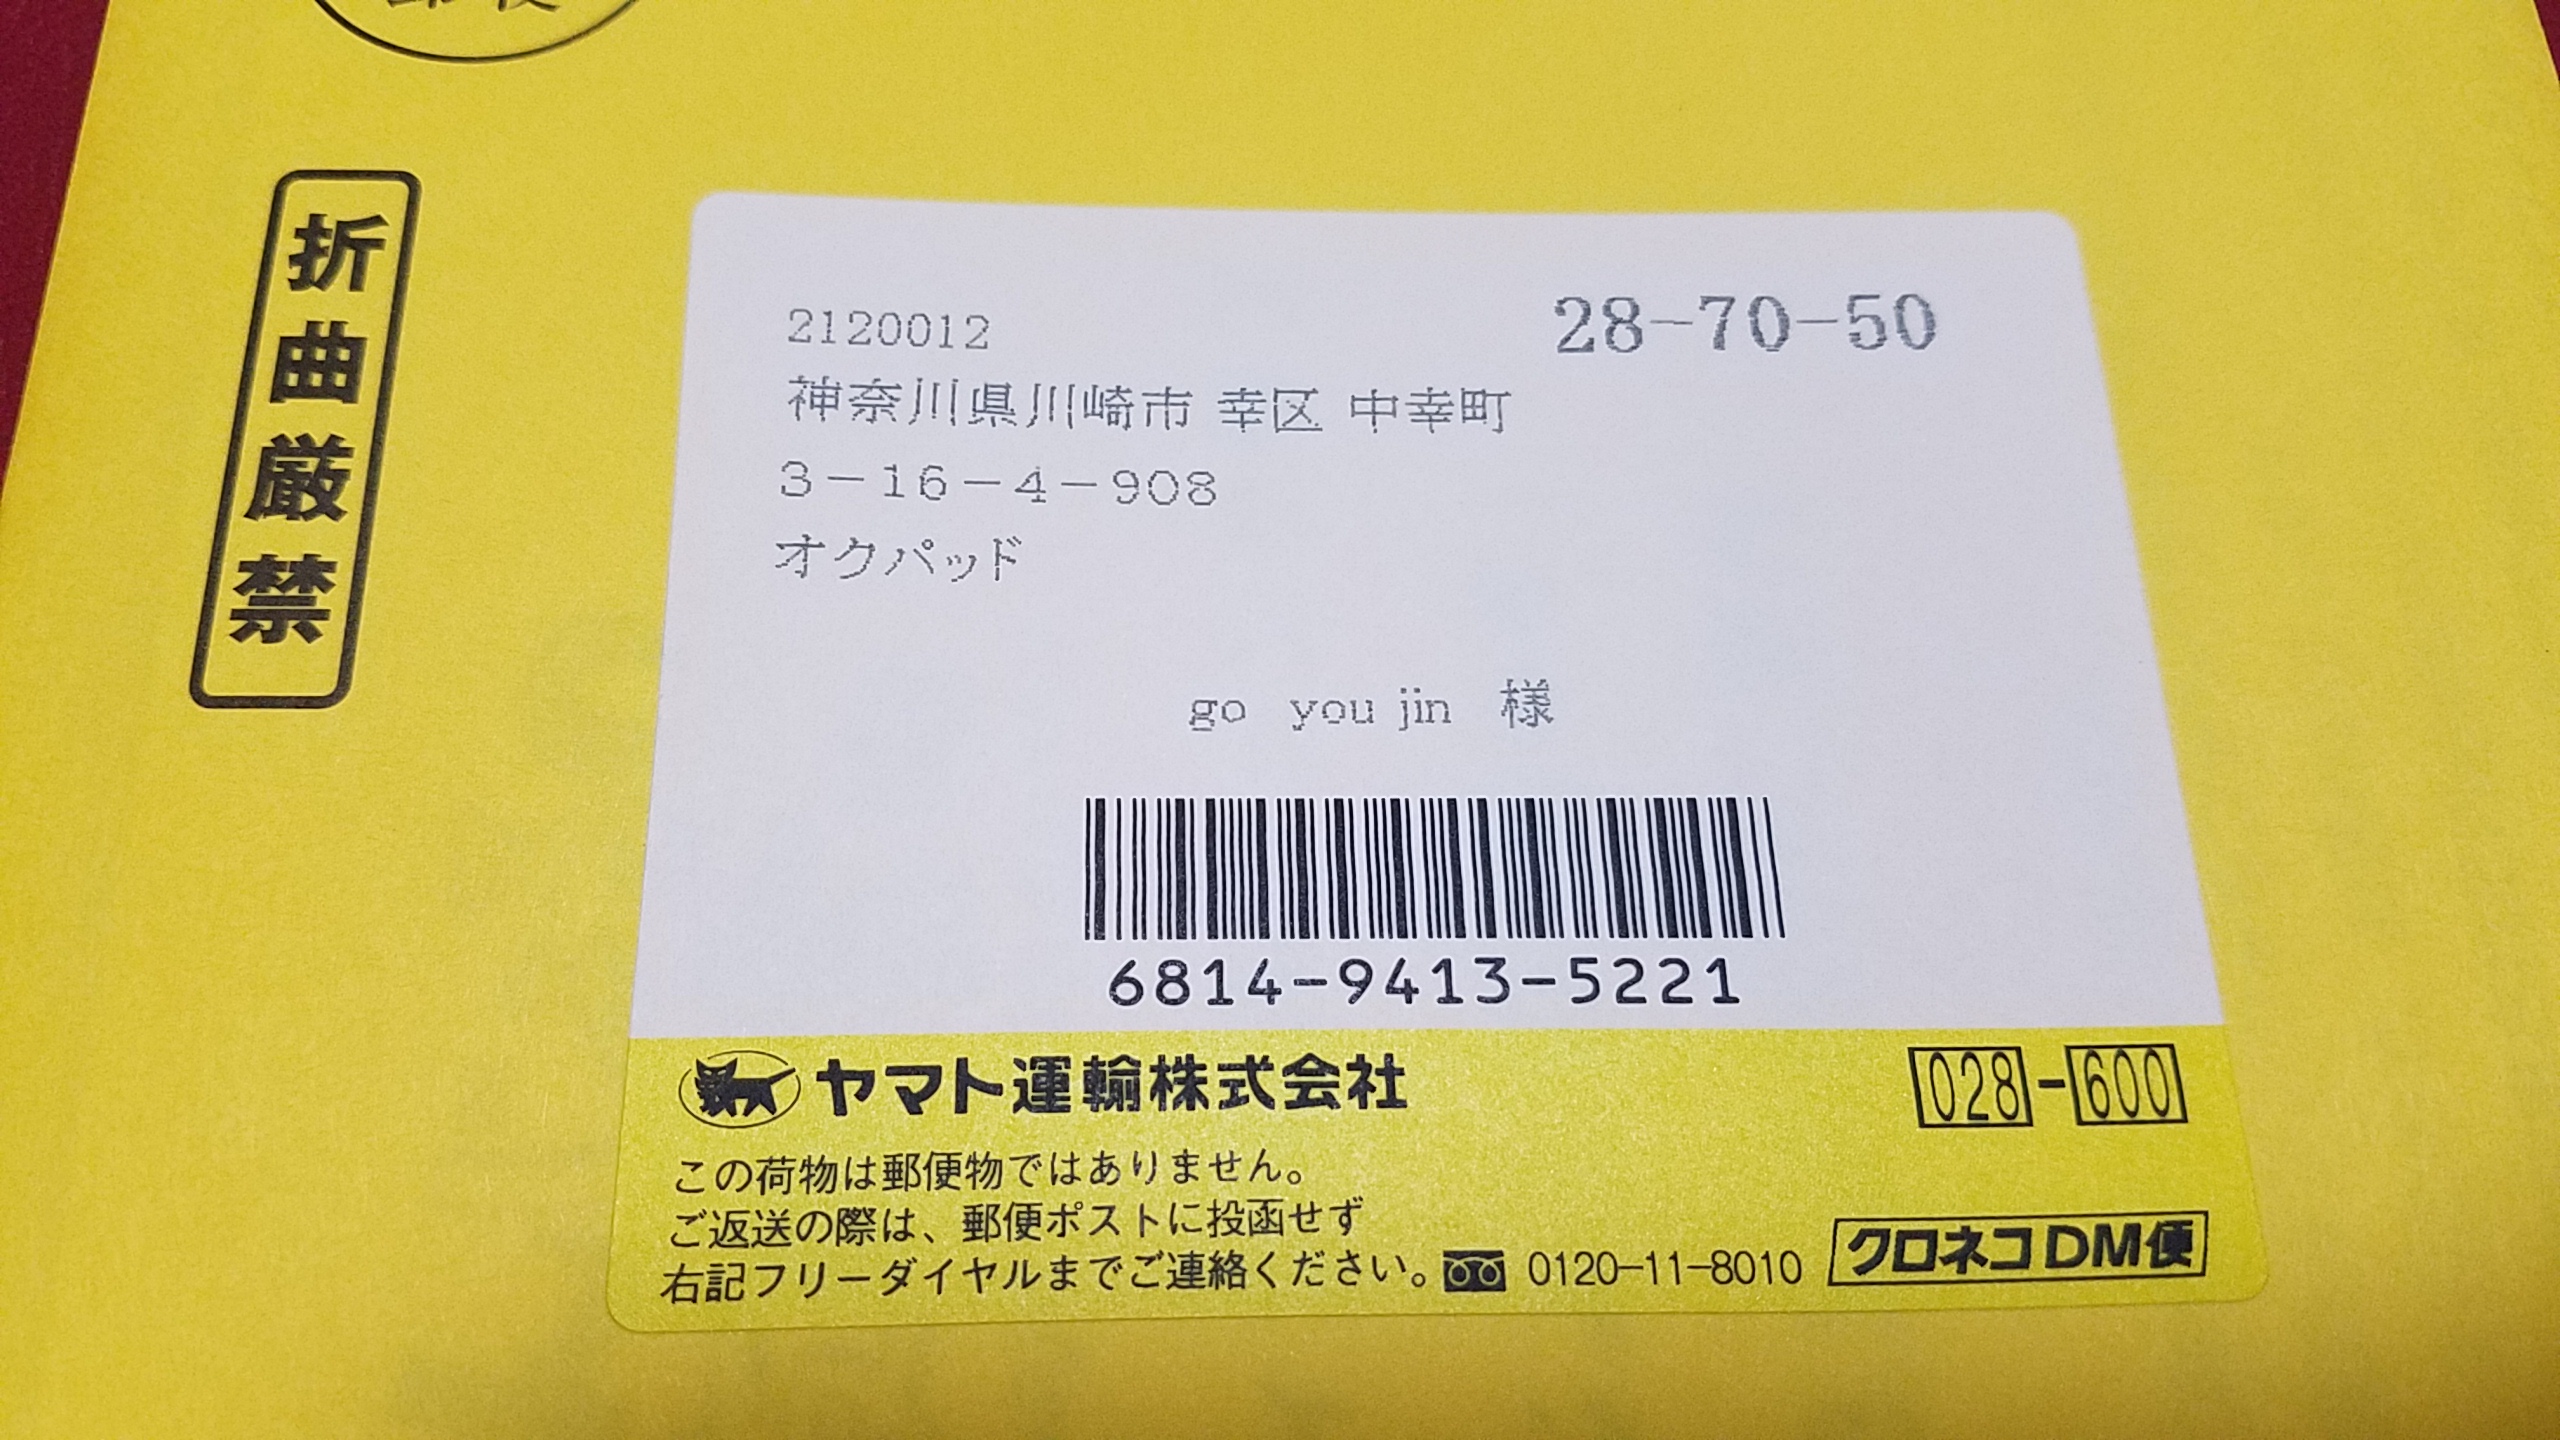 折曲厳禁
2120012
28-70-50
神奈川県川崎市 幸区 中幸町
3-16-4-908
オクパッド
go you jin 様
6814-9413-5221
ヤマト運輸株式会社
028-600
この荷物は郵便物ではありません。
ご返送の際は、郵便ポストに投函せず
右記フリーダイヤルまでご連絡ください。 0120-11-8010
クロネコDM便